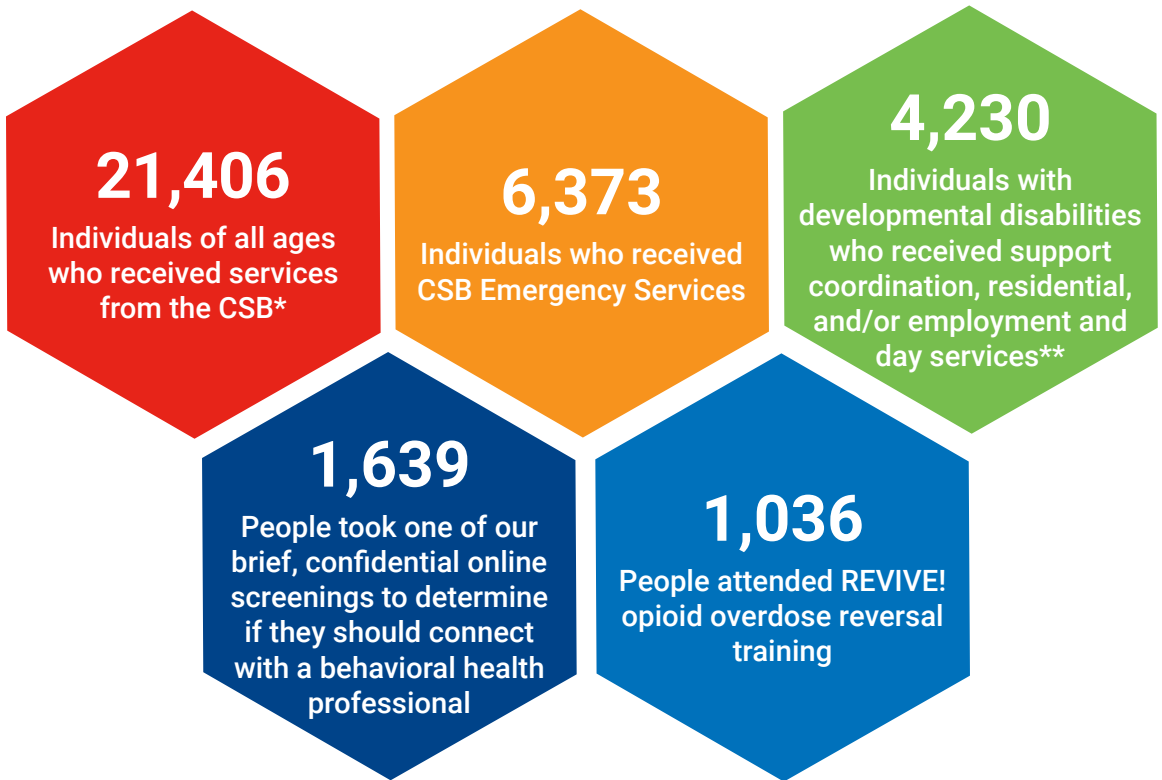 21,406
Individuals of all ages
who received services
from the CSB*
6,373
Individuals who received
CSB Emergency Services
4,230
Individuals with
developmental disabilities
who received support
coordination, residential,
and/or employment and
day services**
1,639
People took one of our
brief, confidential online
screenings to determine
if they should connect
with a behavioral health
professional
1,036
People attended REVIVE!
opioid overdose reversal
training